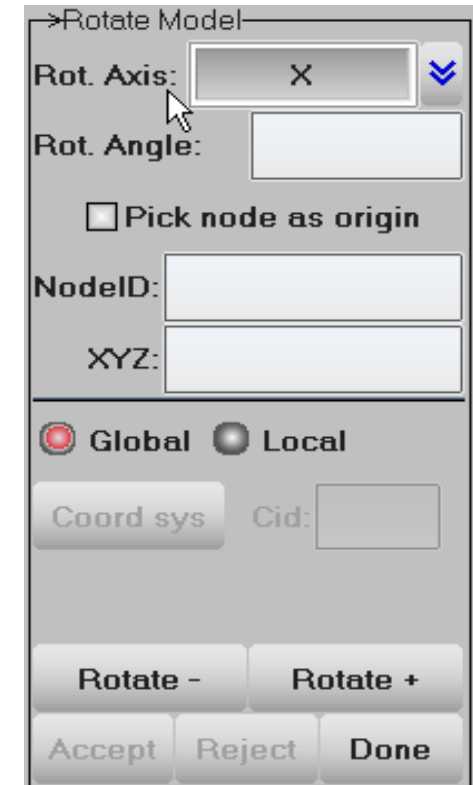 ->Rotate Model
Rot. Axis: X
Rot. Angle:
Pick node as origin
NodeID:
XYZ:
Global Local
Coord sys Cid:
Rotate - Rotate +
Accept Reject Done